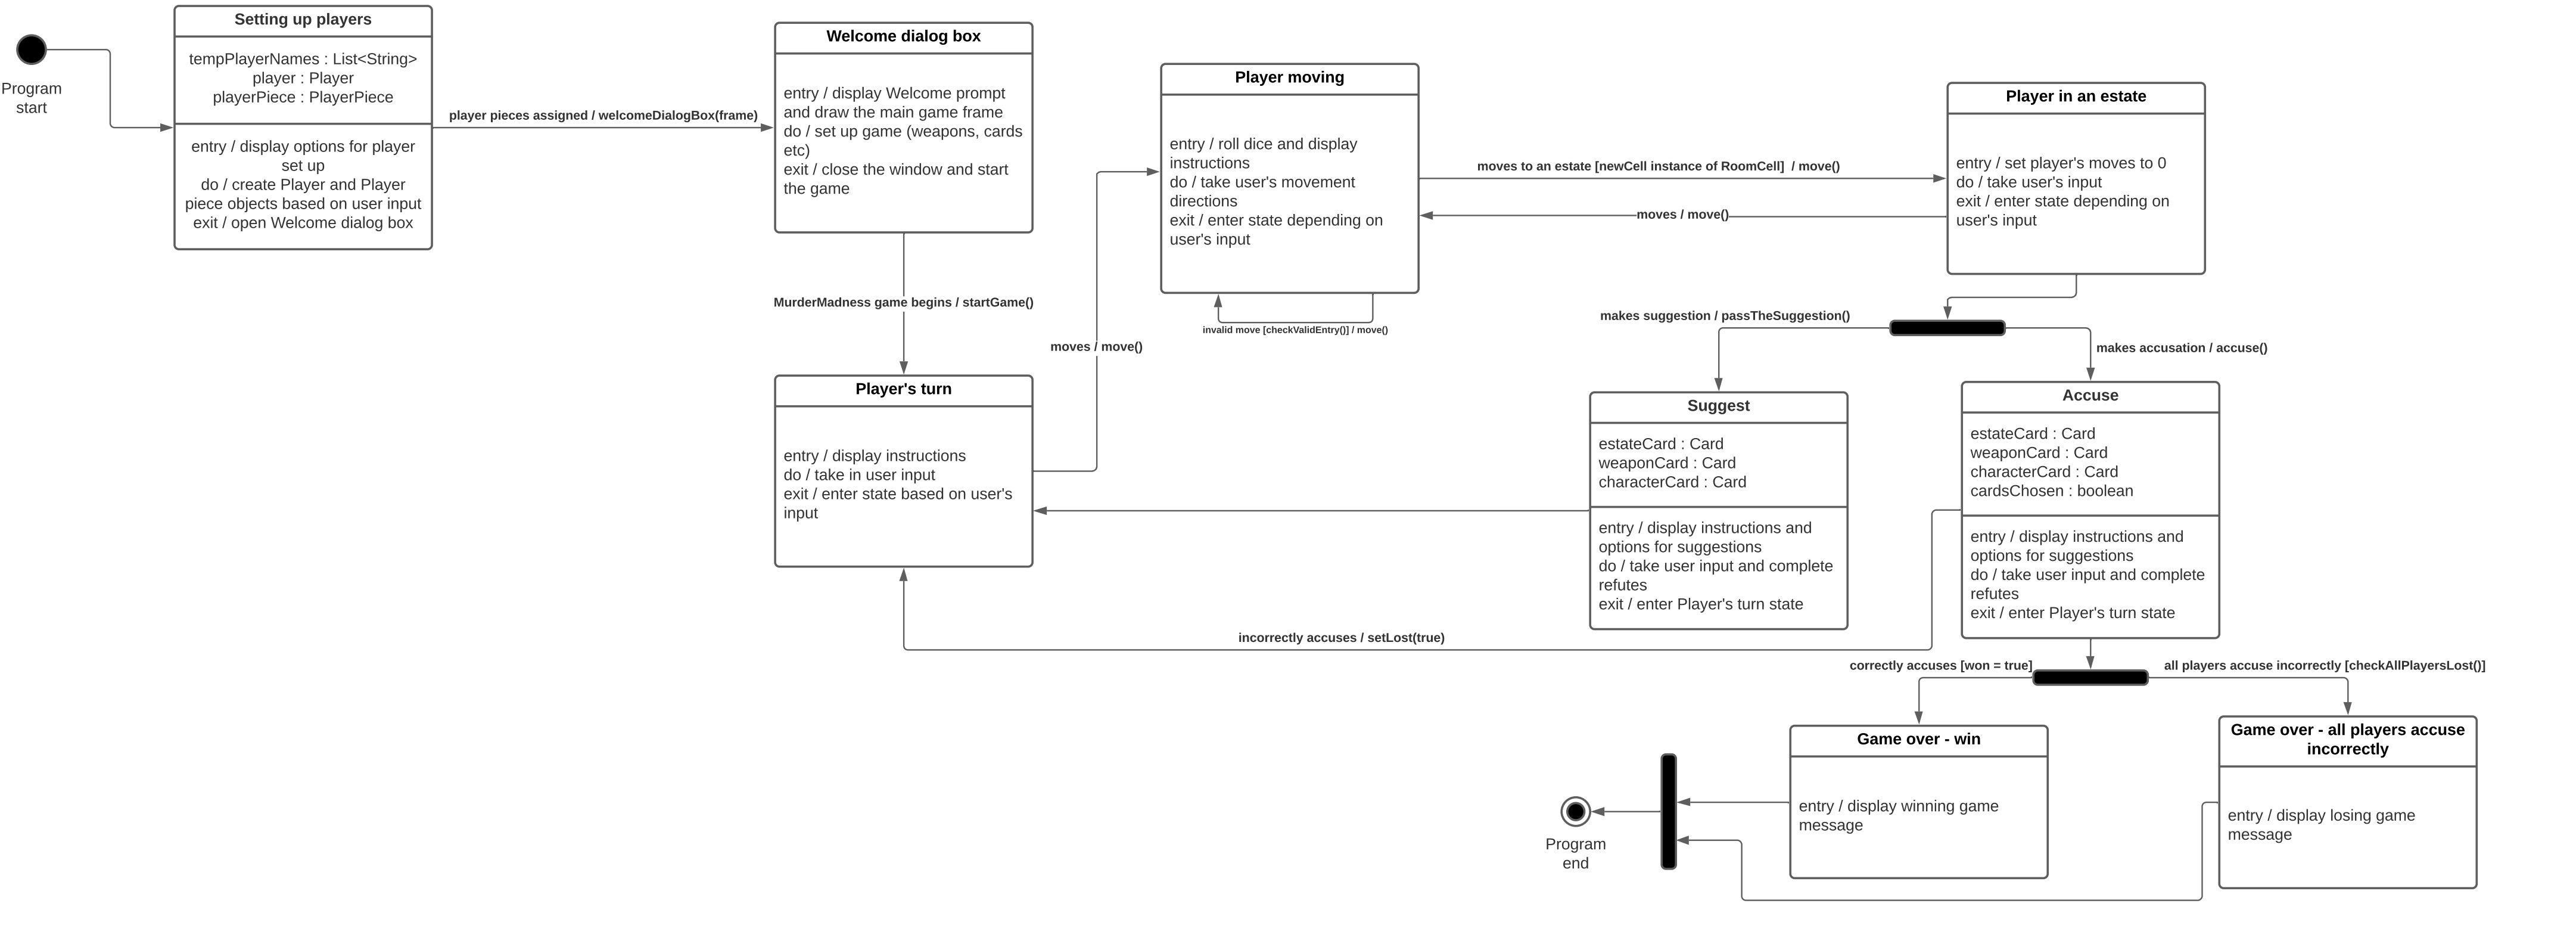 Program
start
Setting up players
tempPlayerNames : List<String>
player : Player
playerPiece : PlayerPiece
entry / display options for player
set up
do / create Player and Player
piece objects based on user input
exit / open Welcome dialog box
player pieces assigned / welcomeDialogBox(frame)
Welcome dialog box
entry / display Welcome prompt
and draw the main game frame
do / set up game (weapons, cards
etc)
exit / close the window and start
the game
MurderMadness game begins / startGame()
Player's turn
entry / display instructions
do / take in user input
exit / enter state based on user's
input
moves / move()
Player moving
entry / roll dice and display
instructions
do / take user's movement
directions
exit / enter state depending on
user's input
invalid move [checkValidEntry()] / move()
moves to an estate [newCell instance of RoomCell]  / move()
moves / move()
Player in an estate
entry / set player's moves to 0
do / take user's input
exit / enter state depending on
user's input
makes suggestion / passTheSuggestion()
makes accusation / accuse()
Suggest
estateCard : Card
weaponCard : Card
characterCard : Card
entry / display instructions and
options for suggestions
do / take user input and complete
refutes
exit / enter Player's turn state
Accuse
estateCard : Card
weaponCard : Card
characterCard : Card
cardsChosen : boolean
entry / display instructions and
options for suggestions
do / take user input and complete
refutes
exit / enter Player's turn state
incorrectly accuses / setLost(true)
correctly accuses [won = true]
all players accuse incorrectly [checkAllPlayersLost()]
Game over - win
entry / display winning game
message
Game over - all players accuse
incorrectly
entry / display losing game
message
Program
end